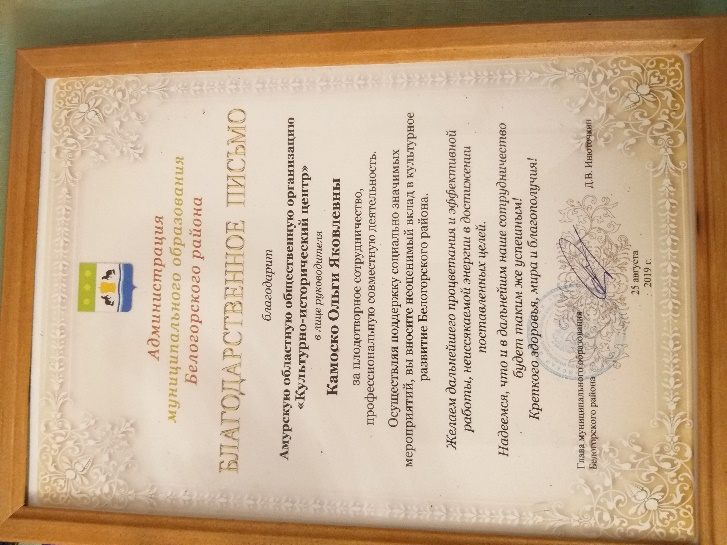 Администрация
муниципального образования
Белогорского района
БЛАГОДАРСТВЕННОЕ ПИСЬМО
благодарит
Амурскую областную общественную организацию
«Культурно-исторический центр»
в лице руководителя
Камоско Ольги Яковлевны
за плодотворное сотрудничество,
профессиональную совместную деятельность.
Осуществляя поддержку социально значимых
мероприятий, вы вносите неоценимый вклад в культурное
развитие Белогорского района.
Желаем дальнейшего процветания и эффективной
работы, неиссякаемой энергии в достижении
поставленных целей.
Надеемся, что и в дальнейшим наше сотрудничество
будет таким же успешным!
Крепкого здоровья, мира и благополучия!
Глава муниципального образования
Белогорского района
Д.В.
25 августа
2019 г.